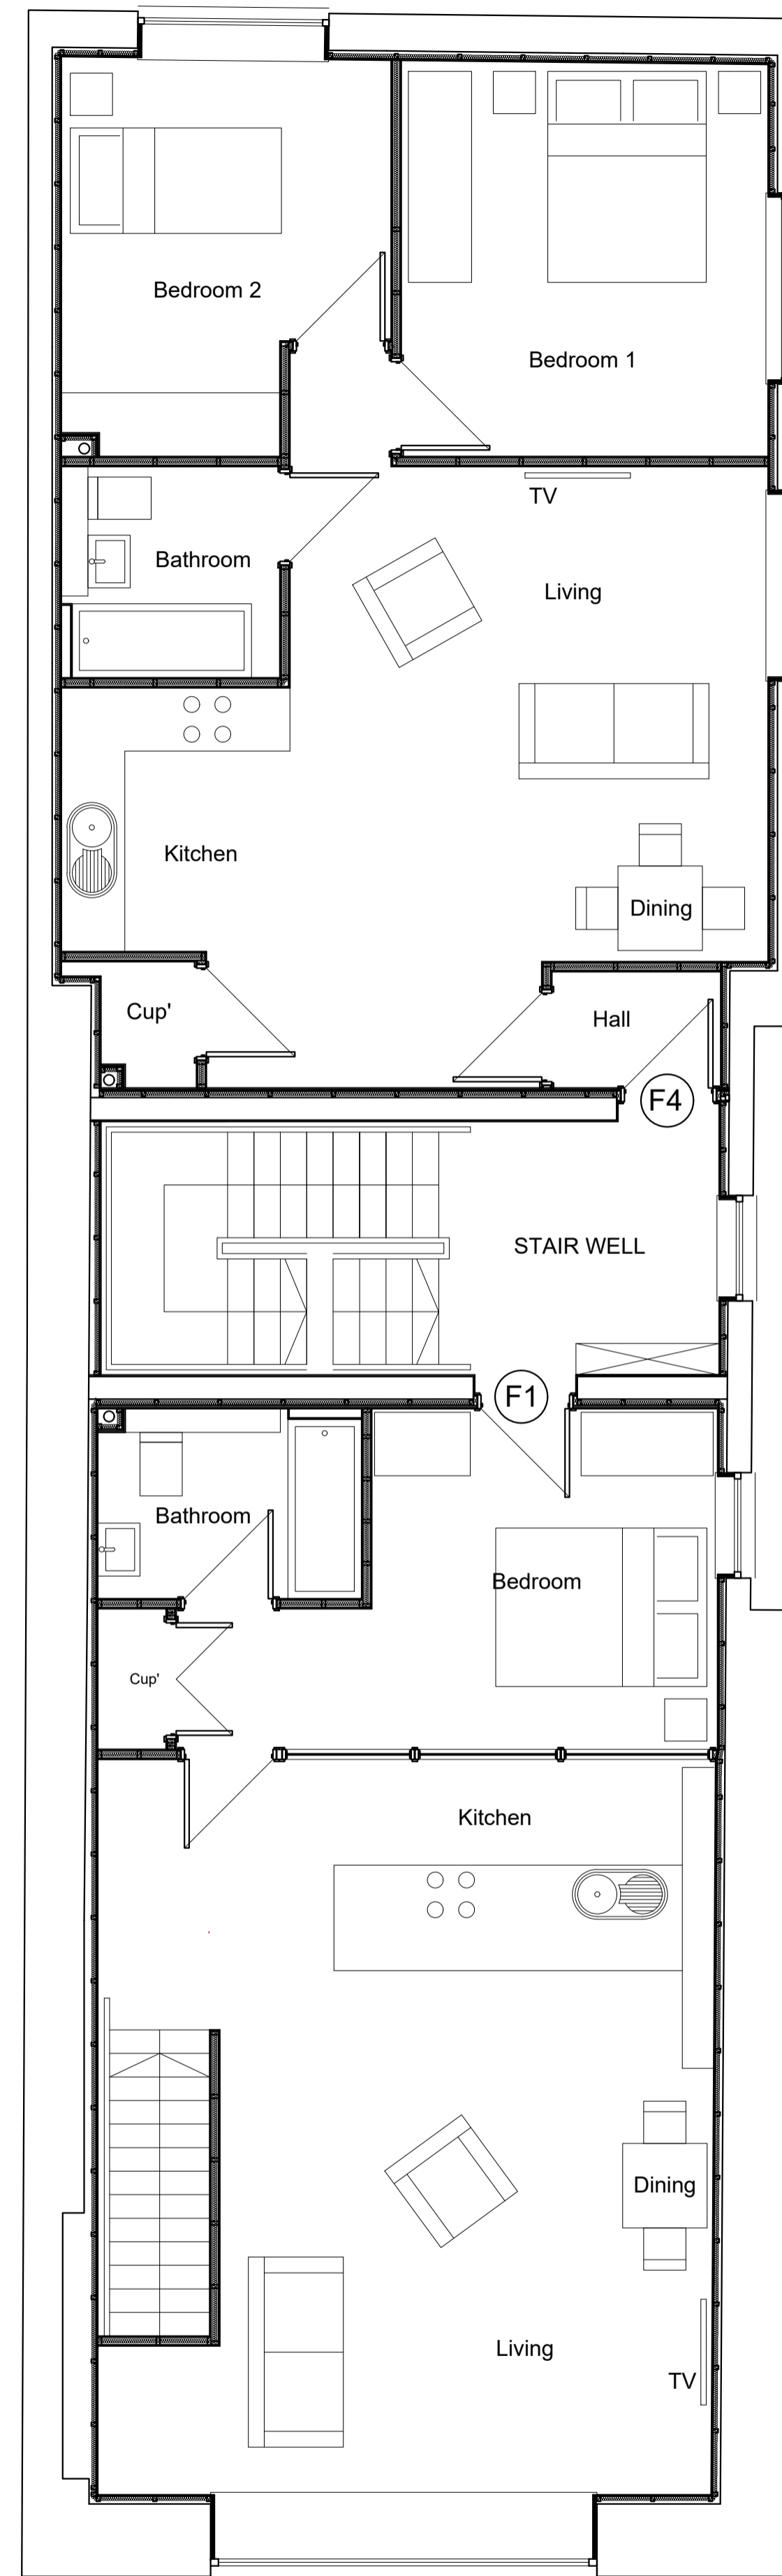 Bedroom 2
Bedroom 1
TV
Bathroom
Living
Kitchen
Dining
Cup'
Hall
F4
STAIR WELL
F1
Bathroom
Bedroom
Cup'
Kitchen
Dining
Living
TV